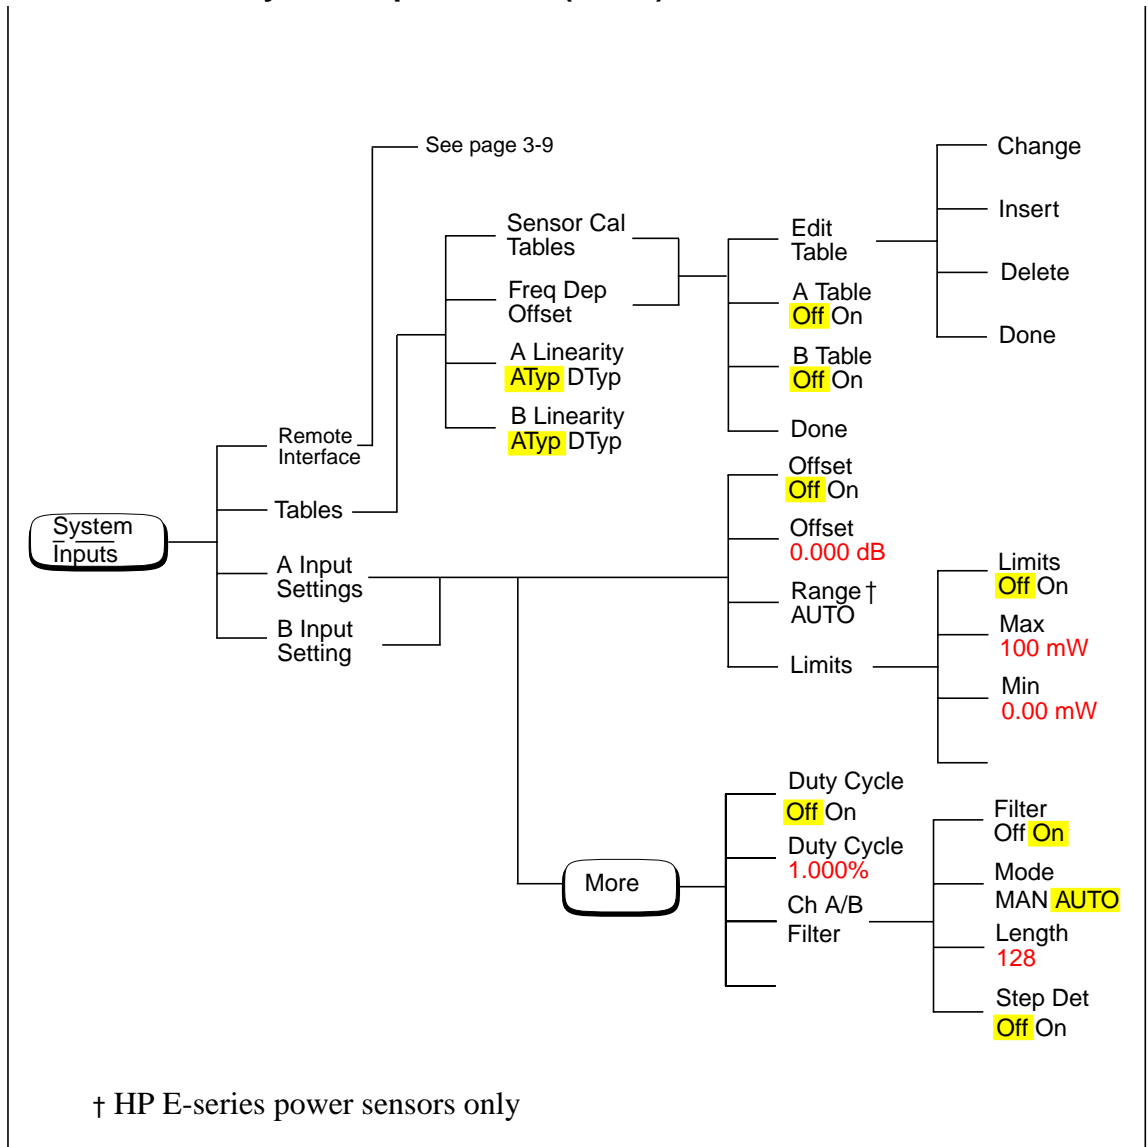 See page 3-9
Change
Insert
Delete
Done
Sensor Cal
Tables
Freq Dep
Offset
A Linearity
ATyp DTyp
B Linearity
ATyp DTyp
Edit
Table
A Table
Off On
B Table
Off On
Done
Remote
Interface
Tables
System
Inputs
A Input
Settings
B Input
Setting
Offset
Off On
Offset
0.000 dB
Range †
AUTO
Limits
Limits
Off On
Max
100 mW
Min
0.00 mW
More
Duty Cycle
Off On
Duty Cycle
1.000%
Ch A/B
Filter
Filter
Off On
Mode
MAN AUTO
Length
128
Step Det
Off On
† HP E-series power sensors only